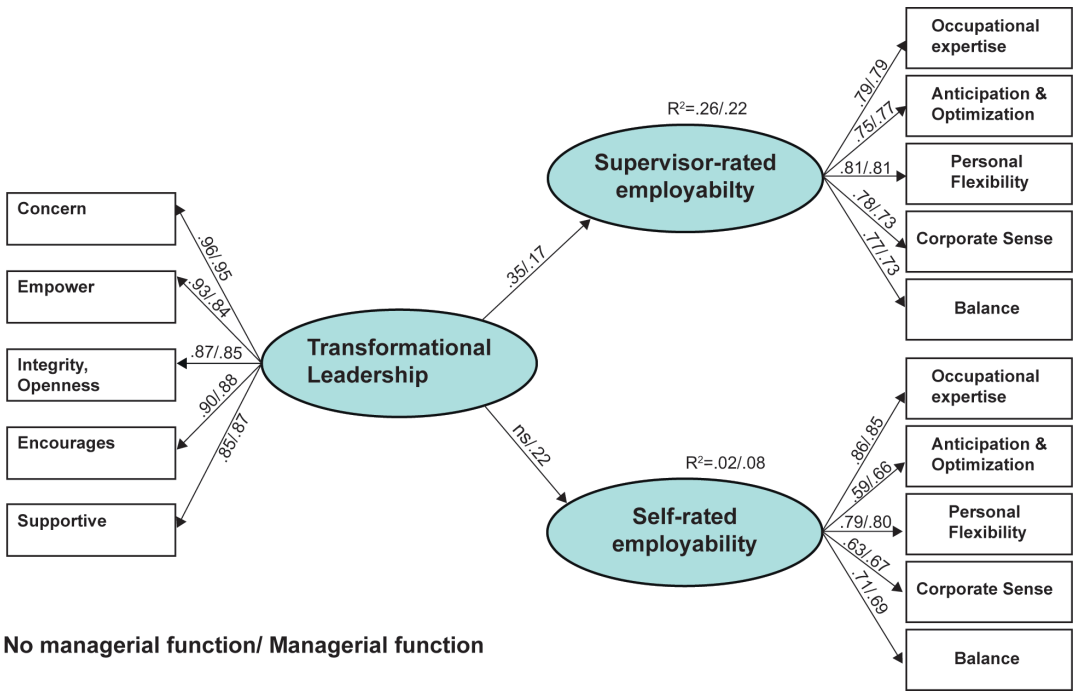 Concern
Empower
Integrity,
Openness
Encourages
Supportive
.96/.95
.93/.84
.87/.85
.90/.88
.85/.87
Transformational
Leadership
.35/.17
ns/.22
R²=.26/.22
Supervisor-rated
employabilty
.79/.79
.75/.77
.81/.81
.78/.73
.77/.73
Occupational
expertise
Anticipation &
Optimization
Personal
Flexibility
Corporate Sense
Balance
R²=.02/.08
Self-rated
employability
.86/.85
.59/.66
.79/.80
.63/.67
.71/.69
Occupational
expertise
Anticipation &
Optimization
Personal
Flexibility
Corporate Sense
Balance
No managerial function/ Managerial function